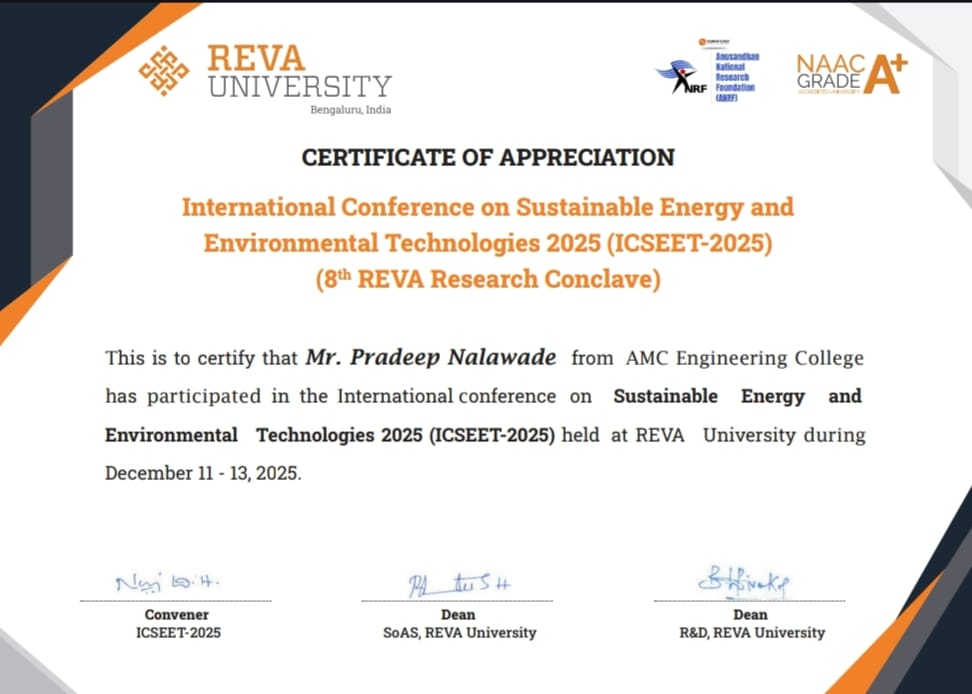 REVA
UNIVERSITY
Bengaluru, India
NRF
Anusandhan
National
Research
Foundation
(ANRF)
NAAC
GRADE A+
ACCREDITED UNIVERSITY
CERTIFICATE OF APPRECIATION
International Conference on Sustainable Energy and
Environmental Technologies 2025 (ICSEET-2025)
(8th REVA Research Conclave)
This is to certify that Mr. Pradeep Nalawade from AMC Engineering College
has participated in the International conference on Sustainable Energy and
Environmental Technologies 2025 (ICSEET-2025) held at REVA University during
December 11 - 13, 2025.
Convener
ICSEET-2025
Dean
SoAS, REVA University
Dean
R&D, REVA University